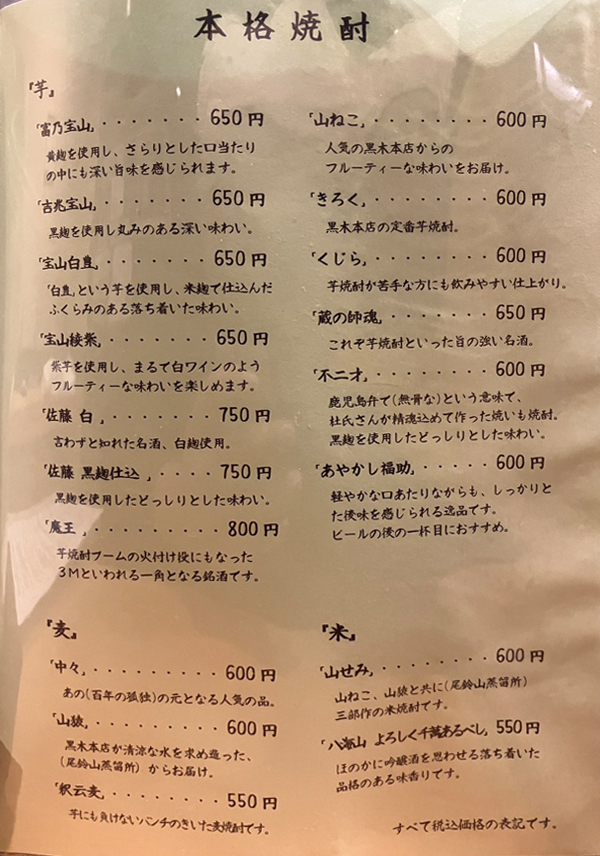 本格焼酎
『芋』
「富乃宝山」・・・・・・・650円
黄麹を使用し、さらりとした口当たり
の中にも深い旨味を感じられます。
「吉兆宝山」・・・・・・・650円
黒麹を使用し丸みのある深い味わい。
「宝山白豊」・・・・・・・650円
「白豊」という芋を使用し、米麹で仕込んだ
ふくらみのある落ち着いた味わい。
「宝山綾紫」・・・・・・・650円
紫芋を使用し、まるで白ワインのよう
フルーティーな味わいを楽しめます。
「佐藤 白」・・・・・・・750円
言わずと知れた名酒、白麹使用。
「佐藤 黒麹仕込」・・・・750円
黒麹を使用したどっしりとした味わい。
「魔王」・・・・・・・・・800円
芋焼酎ブームの火付け役にもなった
3Mといわれる一角となる銘酒です。
「山ねこ」・・・・・・・・600円
人気の黒木本店からの
フルーティーな味わいをお届け。
「きろく」・・・・・・・・600円
黒木本店の定番芋焼酎。
「くじら」・・・・・・・・600円
芋焼酎が苦手な方にも飲みやすい仕上がり。
「蔵の師魂」・・・・・・・650円
これぞ芋焼酎といった旨の強い名酒。
「不二才」・・・・・・・・600円
鹿児島弁で(無骨な)という意味で、
杜氏さんが精魂込めて作った焼いも焼酎。
黒麹を使用したどっしりとした味わい。
「あやかし福助」・・・・・600円
軽やかな口あたりながらも、しっかりと
た後味を感じられる逸品です。
ビールの後の一杯目におすすめ。
『麦』
「中々」・・・・・・・・・600円
あの(百年の孤独)の元となる人気の品。
「山猿」・・・・・・・・・600円
黒木本店が清涼な水を求め造った、
(尾鈴山蒸留所)からお届け。
「釈云麦」・・・・・・・・550円
芋にも負けないパンチのきいた麦焼酎です。
『米』
「山せみ」・・・・・・・・600円
山ねこ、山猿と共に(尾鈴山蒸留所)
三部作の米焼酎です。
「八海山 よろしく千萬あるべし」550円
ほのかに吟醸酒を思わせる落ち着いた
品格のある味香りです。
すべて税込価格の表記です。